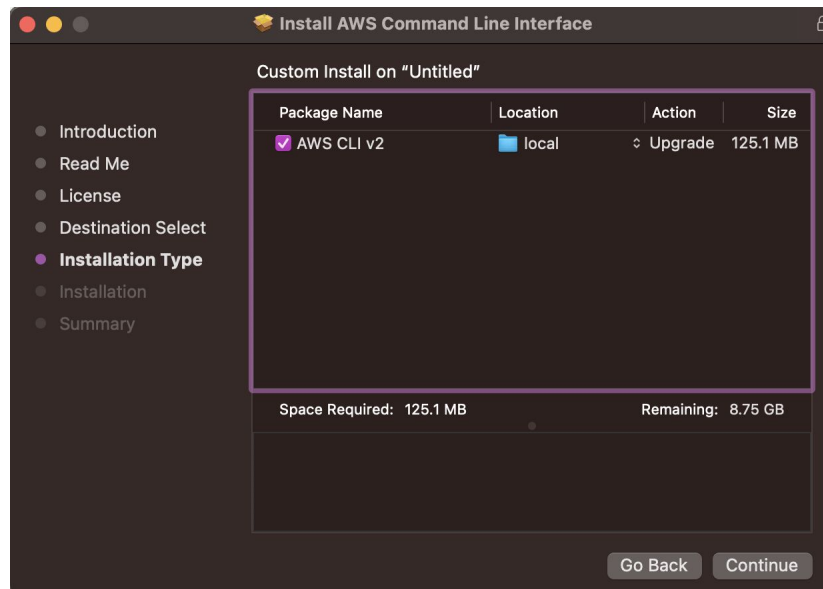 Install AWS Command Line Interface
Custom Install on “Untitled”
Introduction
Read Me
License
Destination Select
Installation Type
Installation
Summary
Package Name Location Action Size
AWS CLI v2 local Upgrade 125.1 MB
Space Required: 125.1 MB Remaining: 8.75 GB
Go Back Continue